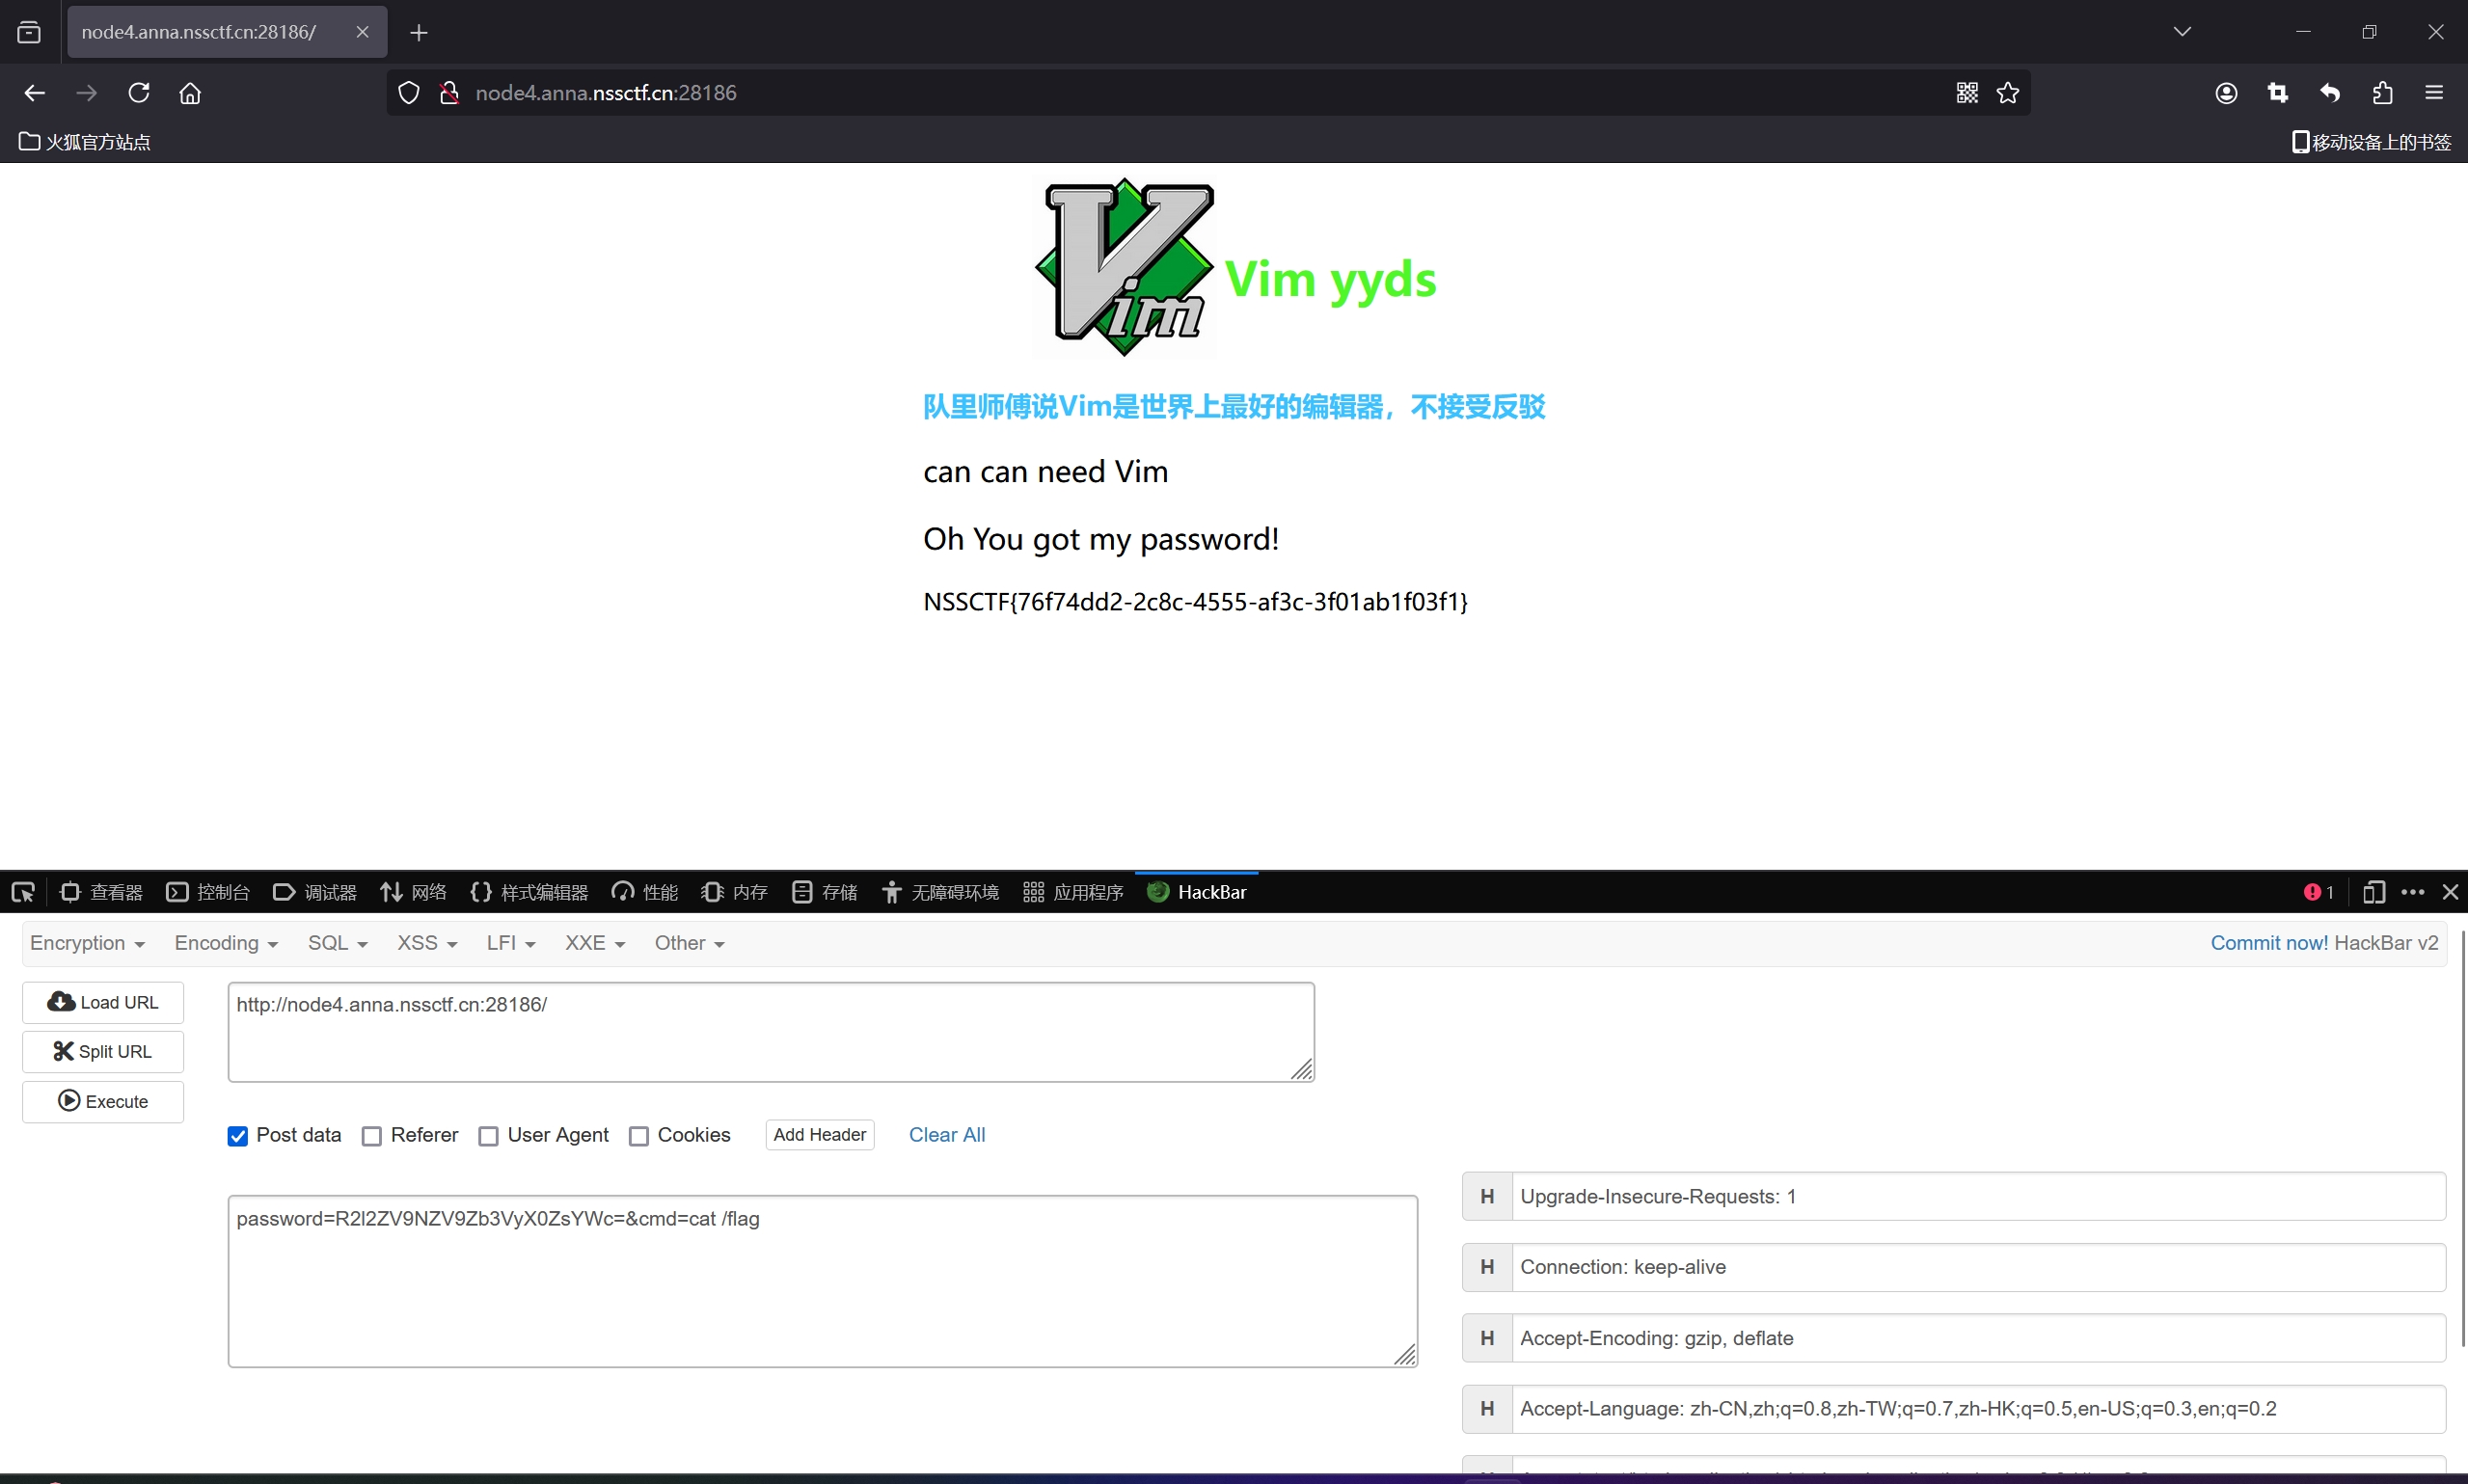 node4.anna.nssctf.cn:28186/
node4.anna.nssctf.cn:28186
火狐官方站点
移动设备上的书签
Vim
Vim yyds
队里师傅说Vim是世界上最好的编辑器，不接受反驳
can can need Vim
Oh You got my password!
NSSCTF{76f74dd2-2c8c-4555-af3c-3f01ab1f03f1}
查看器 控制台 调试器 网络 样式编辑器 性能 内存 存储 无障碍环境 应用程序 HackBar 1
Encryption Encoding SQL XSS LFI XXE Other Commit now! HackBar v2
Load URL
http://node4.anna.nssctf.cn:28186/
Split URL
Execute
Post data Referer User Agent Cookies Add Header Clear All
H Upgrade-Insecure-Requests: 1
password=R2l2ZV9NZV9Zb3VyX0ZsYWc=&cmd=cat /flag
H Connection: keep-alive
H Accept-Encoding: gzip, deflate
H Accept-Language: zh-CN,zh;q=0.8,zh-TW;q=0.7,zh-HK;q=0.5,en-US;q=0.3,en;q=0.2